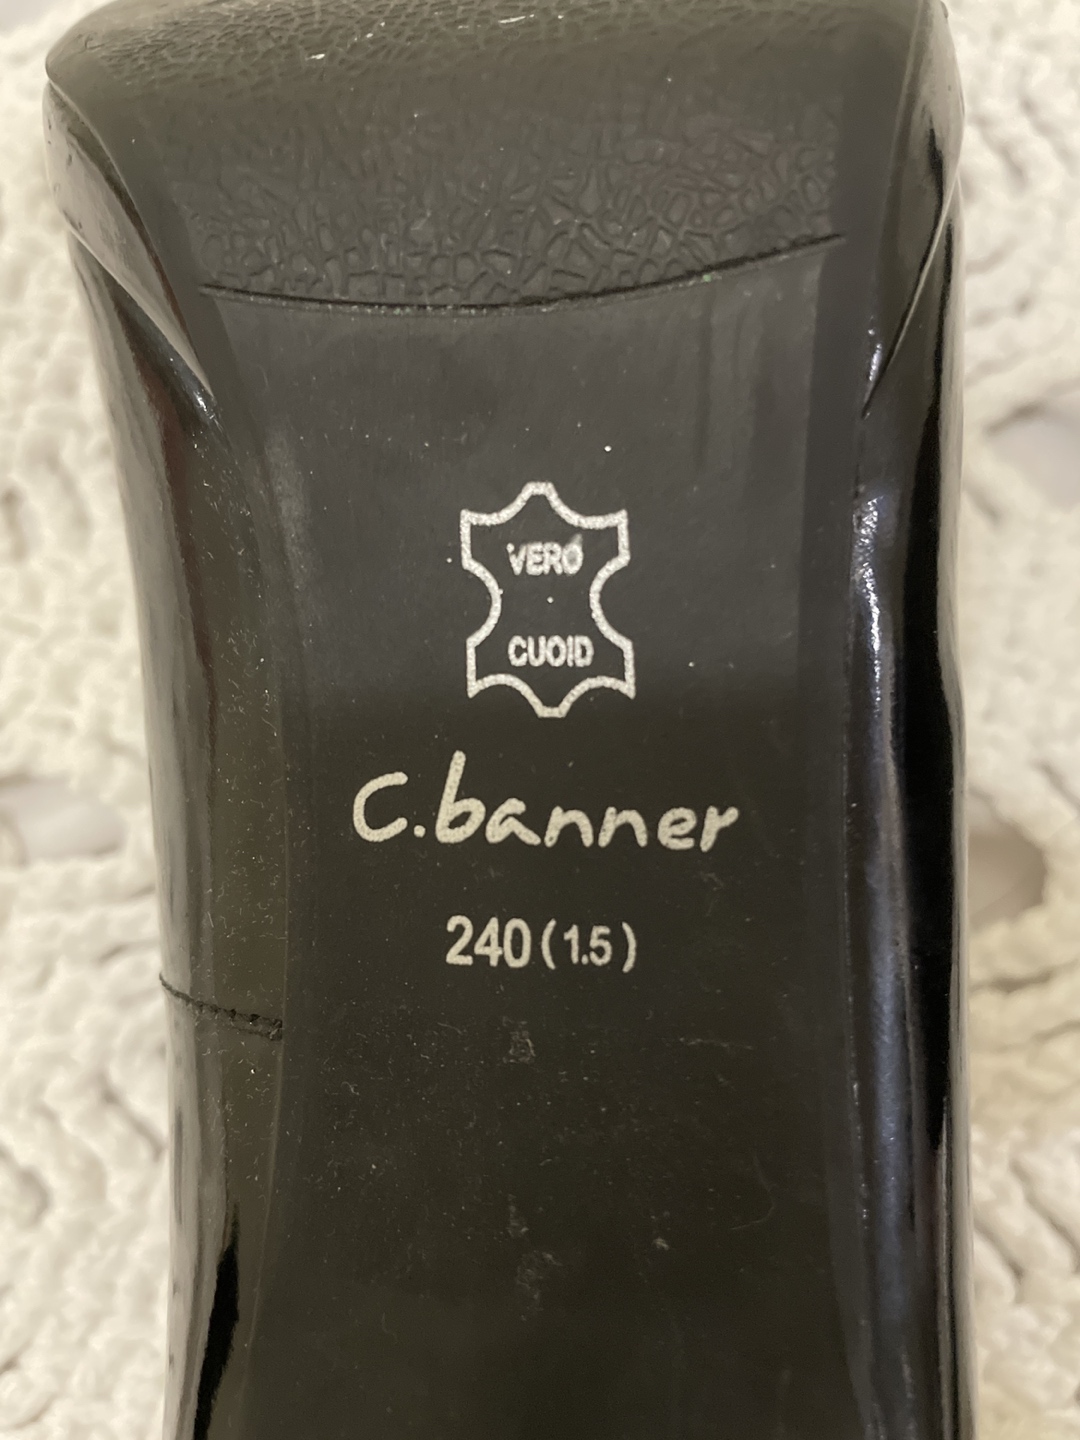 VERO
CUOID
C.banner
240(1.5)